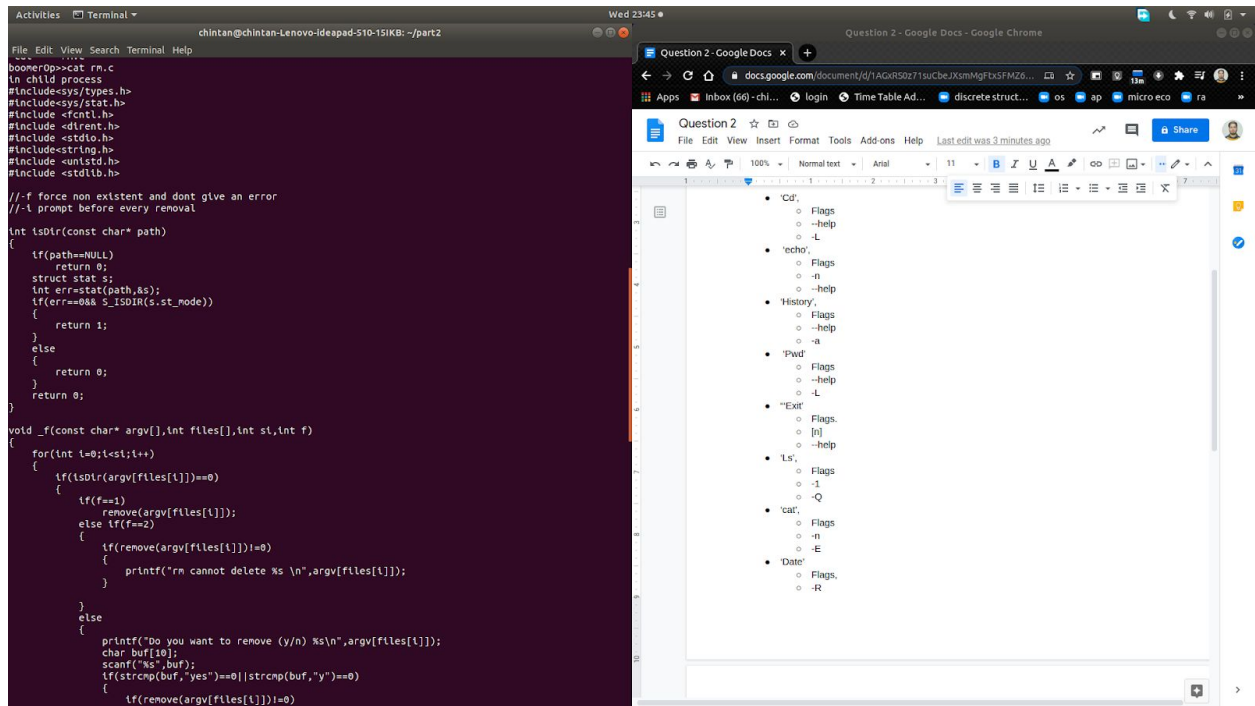 Activities Terminal Wed 23:45
chintan@chintan-Lenovo-ideapad-510-15IKB: ~/part2
File Edit View Search Terminal Help
boomerOp>>cat rm.c
in child process
#include<sys/types.h>
#include<sys/stat.h>
#include <fcntl.h>
#include <dirent.h>
#include <stdio.h>
#include<string.h>
#include <unistd.h>
#include <stdlib.h>
//-f force non existent and dont give an error
//-i prompt before every removal
int isDir(const char* path)
{
if(path==NULL)
return 0;
struct stat s;
int err=stat(path,&s);
if(err==0&& S_ISDIR(s.st_mode))
{
return 1;
}
else
{
return 0;
}
return 0;
}
void _f(const char* argv[],int files[],int si,int f)
{
for(int i=0;i<si;i++)
{
if(isDir(argv[files[i]])==0)
{
if(f==1)
remove(argv[files[i]]);
else if(f==2)
{
if(remove(argv[files[i]])!=0)
{
printf("rm cannot delete %s \n",argv[files[i]]);
}
}
else
{
printf("Do you want to remove (y/n) %s\n",argv[files[i]]);
char buf[10];
scanf("%s",buf);
if(strcmp(buf,"yes")==0||strcmp(buf,"y")==0)
{
if(remove(argv[files[i]])!=0)
Question 2 - Google Docs - Google Chrome
Question 2 - Google Docs
docs.google.com/document/d/1AGxRS0z71suCbeJXsmMgFtxSFMZ6...
13m
Apps Inbox (66) - chi... login Time Table Ad... discrete struct... os ap micro eco ra »
Question 2
File Edit View Insert Format Tools Add-ons Help Last edit was 3 minutes ago
Share
100% Normal text Arial 11 B I U A
1 1 2 3 7
‘Cd’,
Flags
--help
-L
‘echo’,
Flags
-n
--help
‘History’,
Flags
--help
-a
‘Pwd’
Flags
--help
-L
“‘Exit’
Flags.
[n]
--help
‘Ls’,
Flags
-1
-Q
‘cat’,
Flags
-n
-E
‘Date’
Flags,
-R